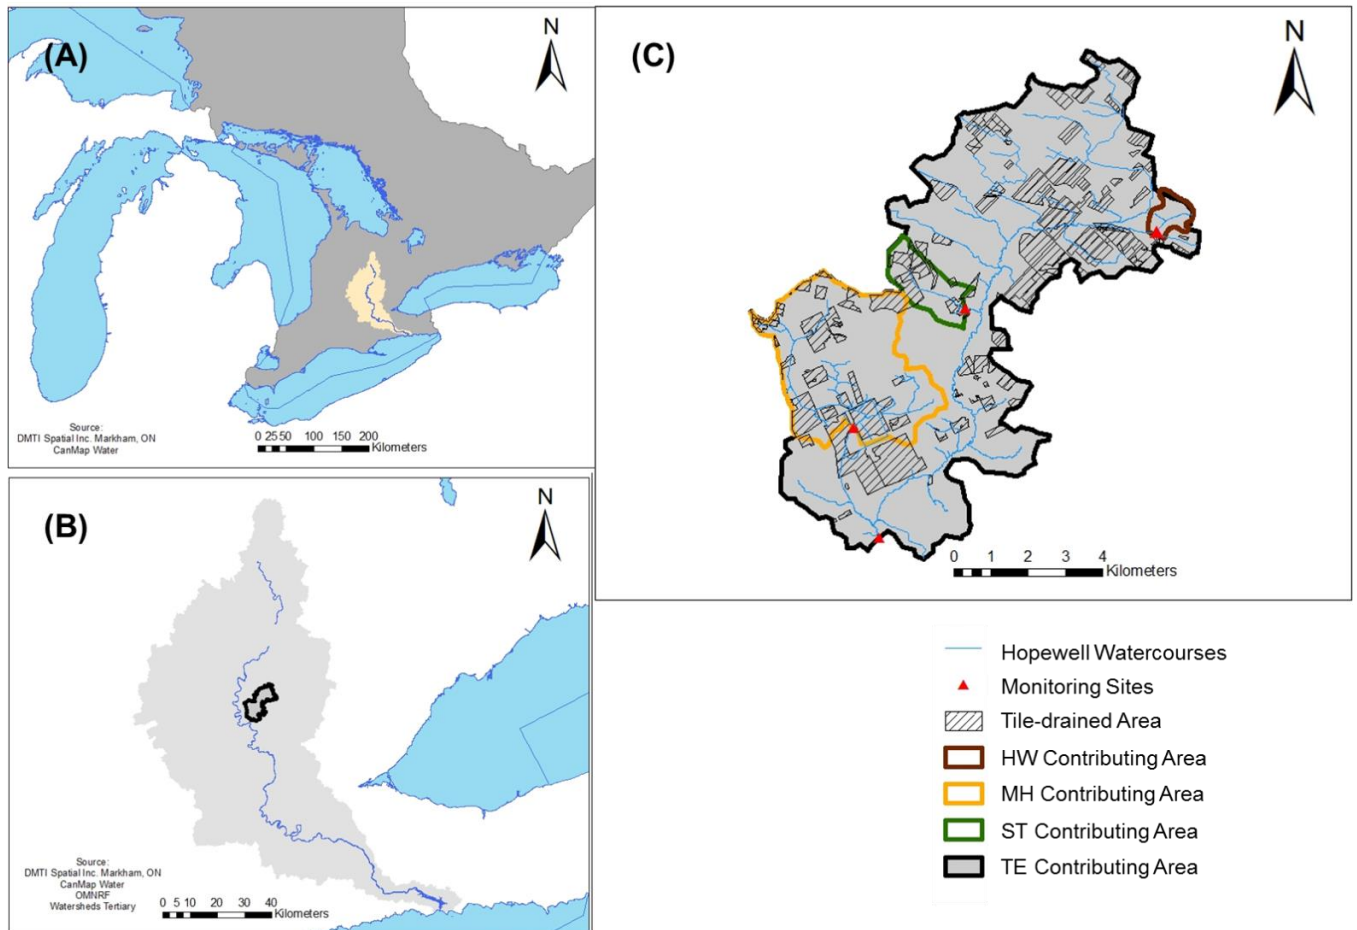 (A)
N
Source:
DMTI Spatial Inc. Markham, ON
CanMap Water
0 25 50 100 150 200
Kilometers
(B)
N
Source:
DMTI Spatial Inc. Markham, ON
CanMap Water
OMNRF
Watersheds Tertiary
0 5 10 20 30 40
Kilometers
(C)
N
0 1 2 3 4
Kilometers
Hopewell Watercourses
Monitoring Sites
Tile-drained Area
HW Contributing Area
MH Contributing Area
ST Contributing Area
TE Contributing Area